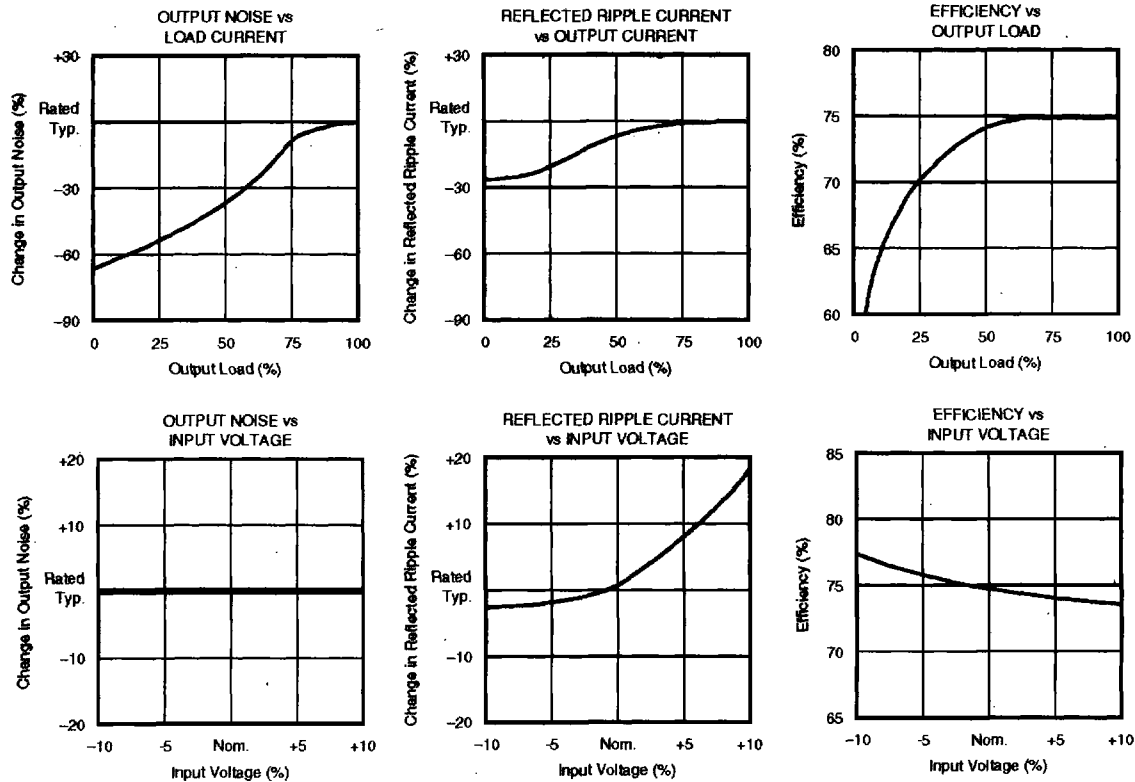 OUTPUT NOISE vs
LOAD CURRENT
+30
Rated
Typ.
–30
–60
–90
Change in Output Noise (%)
0 25 50 75 100
Output Load (%)
REFLECTED RIPPLE CURRENT
vs OUTPUT CURRENT
+30
Rated
Typ.
–30
–60
–90
Change in Reflected Ripple Current (%)
0 25 50 75 100
Output Load (%)
EFFICIENCY vs
OUTPUT LOAD
80
75
70
65
60
Efficiency (%)
0 25 50 75 100
Output Load (%)
OUTPUT NOISE vs
INPUT VOLTAGE
+20
+10
Rated
Typ.
–10
–20
Change in Output Noise (%)
–10 -5 Nom. +5 +10
Input Voltage (%)
REFLECTED RIPPLE CURRENT
vs INPUT VOLTAGE
+20
+10
Rated
Typ.
–10
–20
Change in Reflected Ripple Current (%)
–10 -5 Nom. +5 +10
Input Voltage (%)
EFFICIENCY vs
INPUT VOLTAGE
85
80
75
70
65
Efficiency (%)
–10 -5 Nom. +5 +10
Input Voltage (%)